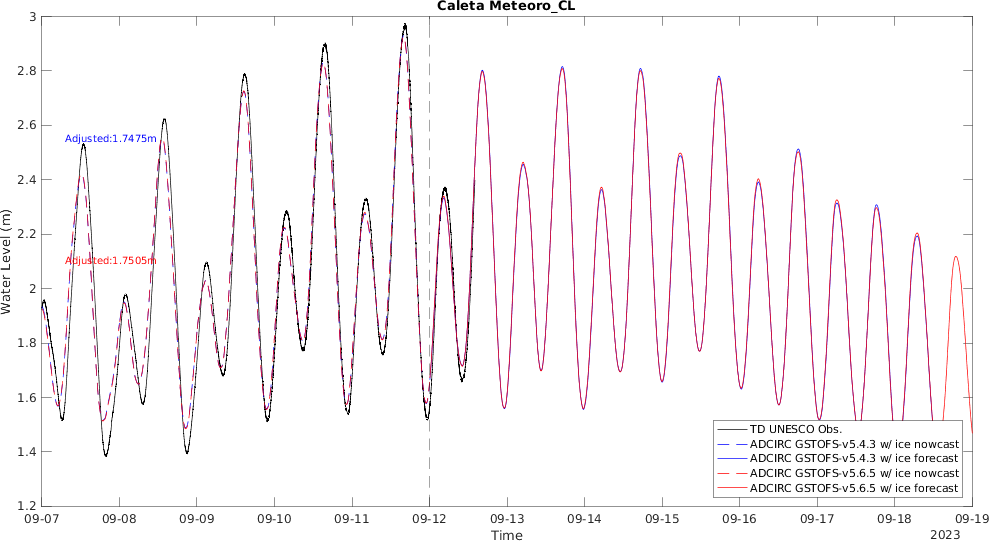 Caleta Meteoro_CL
3
2.8
2.6
2.4
2.2
2
1.8
1.6
1.4
1.2
Water Level (m)
Adjusted:1.7475m
Adjusted:1.7505m
TD UNESCO Obs.
ADCIRC GSTOFS-v5.4.3 w/ ice nowcast
ADCIRC GSTOFS-v5.4.3 w/ ice forecast
ADCIRC GSTOFS-v5.6.5 w/ ice nowcast
ADCIRC GSTOFS-v5.6.5 w/ ice forecast
09-07 09-08 09-09 09-10 09-11 09-12 09-13 09-14 09-15 09-16 09-17 09-18 09-19
Time 2023